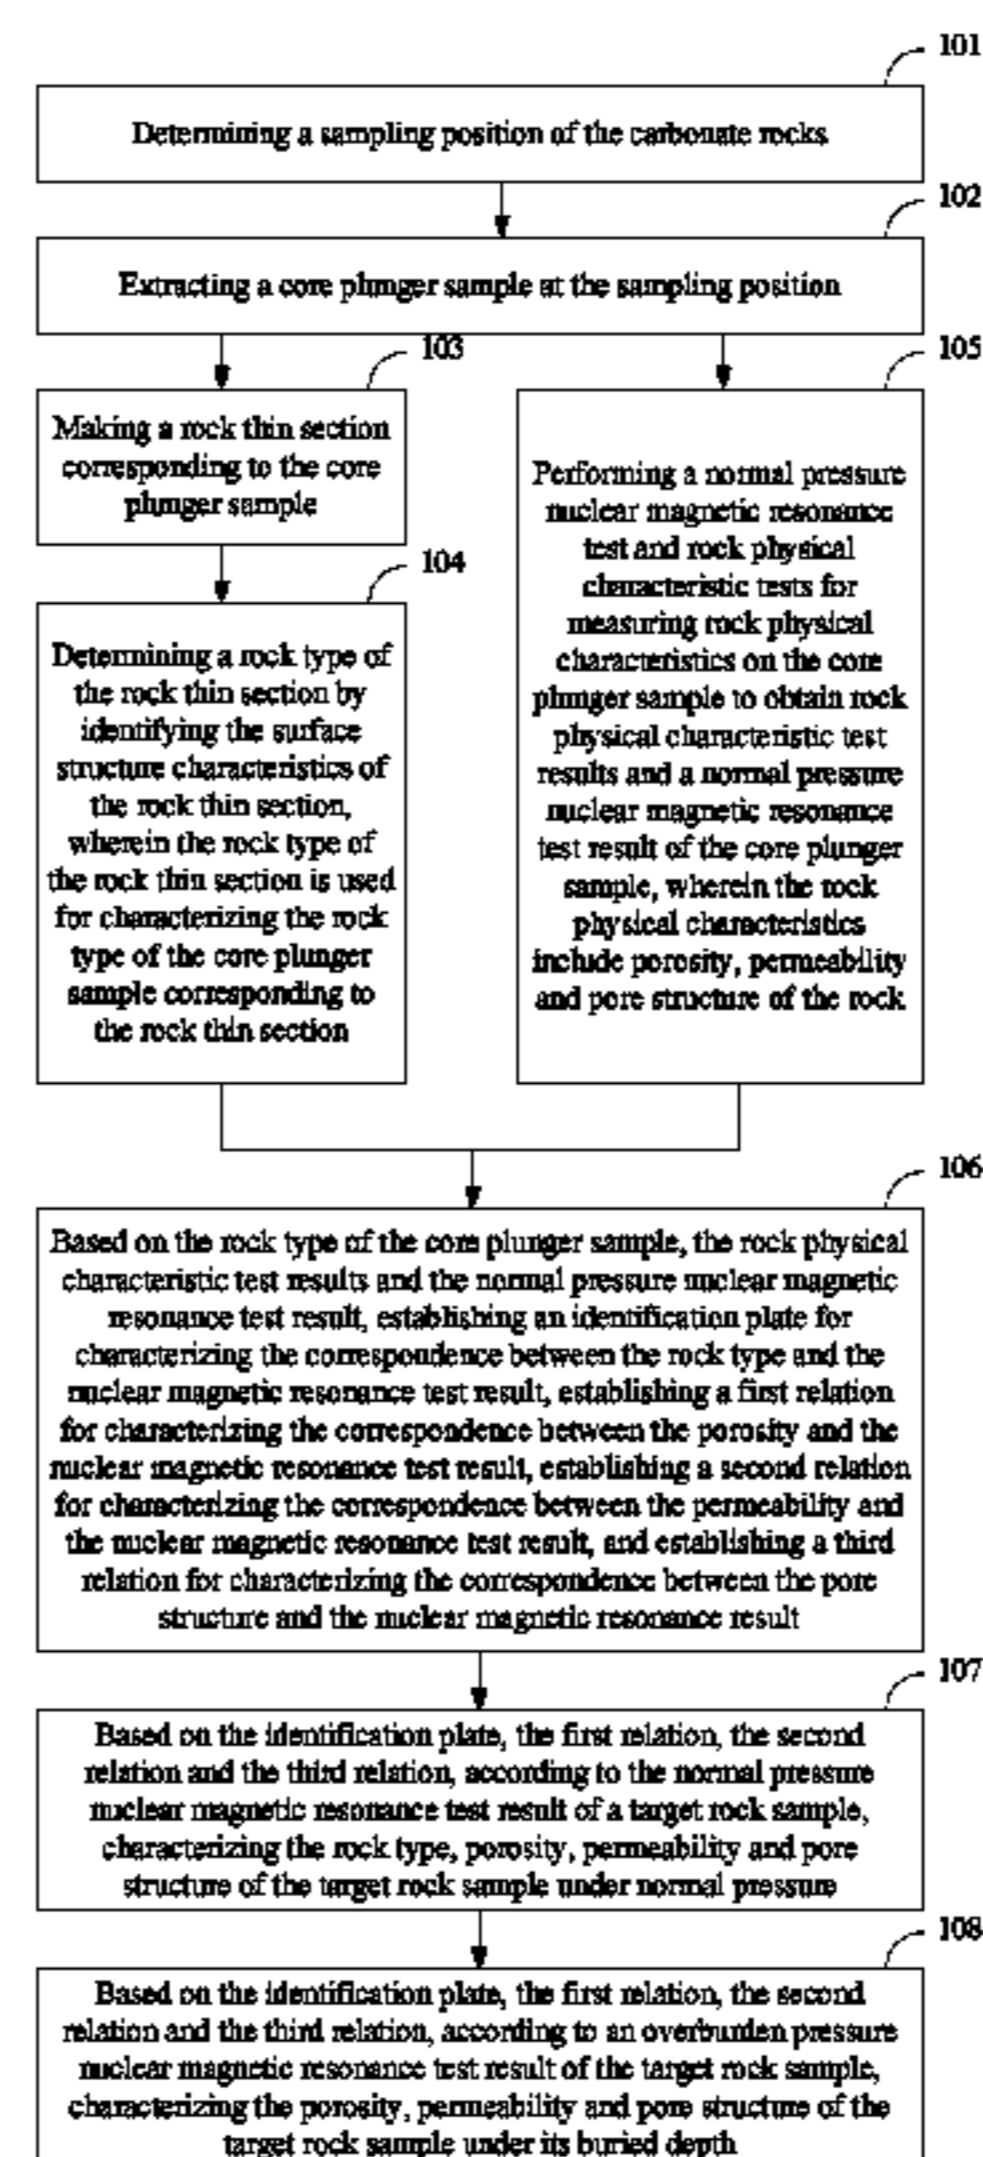 101
Determining a sampling position of the carbonate rocks
102
Extracting a core plunger sample at the sampling position
103
Making a rock thin section
corresponding to the core
plunger sample
104
Determining a rock type of
the rock thin section by
identifying the surface
structure characteristics of
the rock thin section,
wherein the rock type of
the rock thin section is used
for characterizing the rock
type of the core plunger
sample corresponding to
the rock thin section
105
Performing a normal pressure
nuclear magnetic resonance
test and rock physical
characteristic tests for
measuring rock physical
characteristics on the core
plunger sample to obtain rock
physical characteristic test
results and a normal pressure
nuclear magnetic resonance
test result of the core plunger
sample, wherein the rock
physical characteristics
include porosity, permeability
and pore structure of the rock
106
Based on the rock type of the core plunger sample, the rock physical
characteristic test results and the normal pressure nuclear magnetic
resonance test result, establishing an identification plate for
characterizing the correspondence between the rock type and the
nuclear magnetic resonance test result, establishing a first relation
for characterizing the correspondence between the porosity and the
nuclear magnetic resonance test result, establishing a second relation
for characterizing the correspondence between the permeability and
the nuclear magnetic resonance test result, and establishing a third
relation for characterizing the correspondence between the pore
structure and the nuclear magnetic resonance result
107
Based on the identification plate, the first relation, the second
relation and the third relation, according to the normal pressure
nuclear magnetic resonance test result of a target rock sample,
characterizing the rock type, porosity, permeability and pore
structure of the target rock sample under normal pressure
108
Based on the identification plate, the first relation, the second
relation and the third relation, according to an overburden pressure
nuclear magnetic resonance test result of the target rock sample,
characterizing the porosity, permeability and pore structure of the
target rock sample under its buried depth